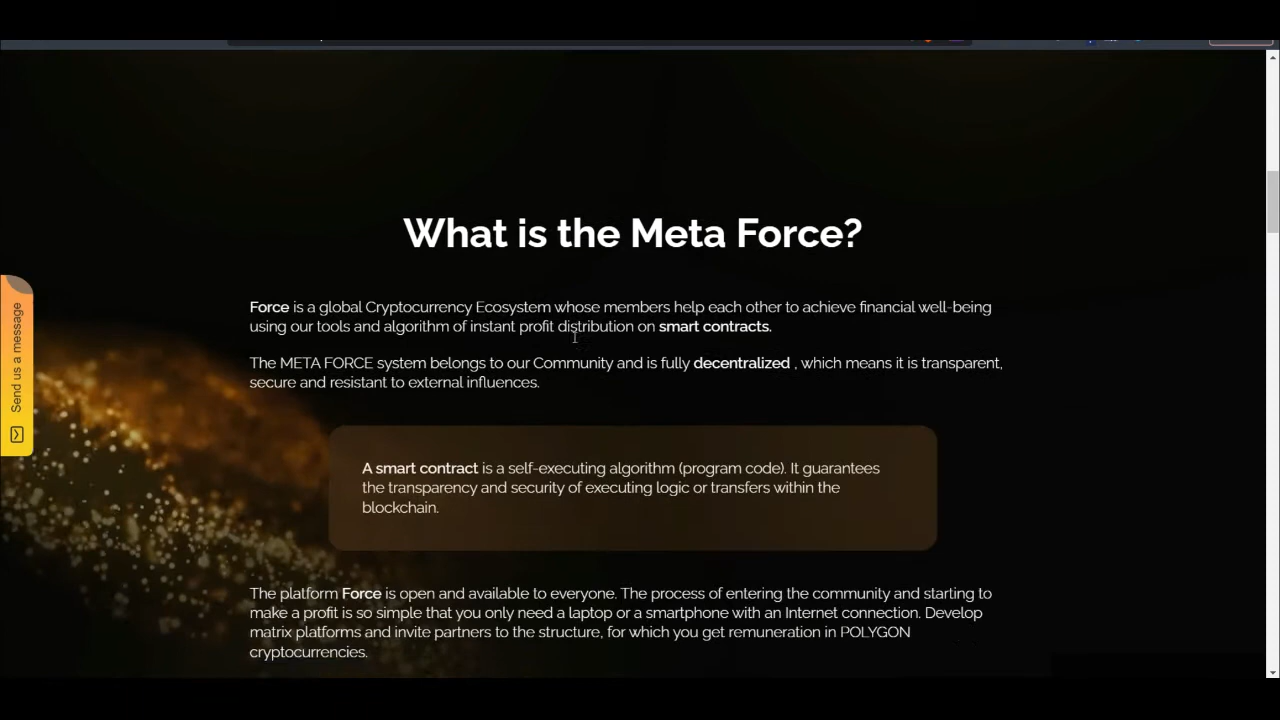 What is the Meta Force?
Force is a global Cryptocurrency Ecosystem whose members help each other to achieve financial well-being
using our tools and algorithm of instant profit distribution on smart contracts.
The META FORCE system belongs to our Community and is fully decentralized , which means it is transparent,
secure and resistant to external influences.
A smart contract is a self-executing algorithm (program code). It guarantees
the transparency and security of executing logic or transfers within the
blockchain.
The platform Force is open and available to everyone. The process of entering the community and starting to
make a profit is so simple that you only need a laptop or a smartphone with an Internet connection. Develop
matrix platforms and invite partners to the structure, for which you get remuneration in POLYGON
cryptocurrencies.
Send us a message